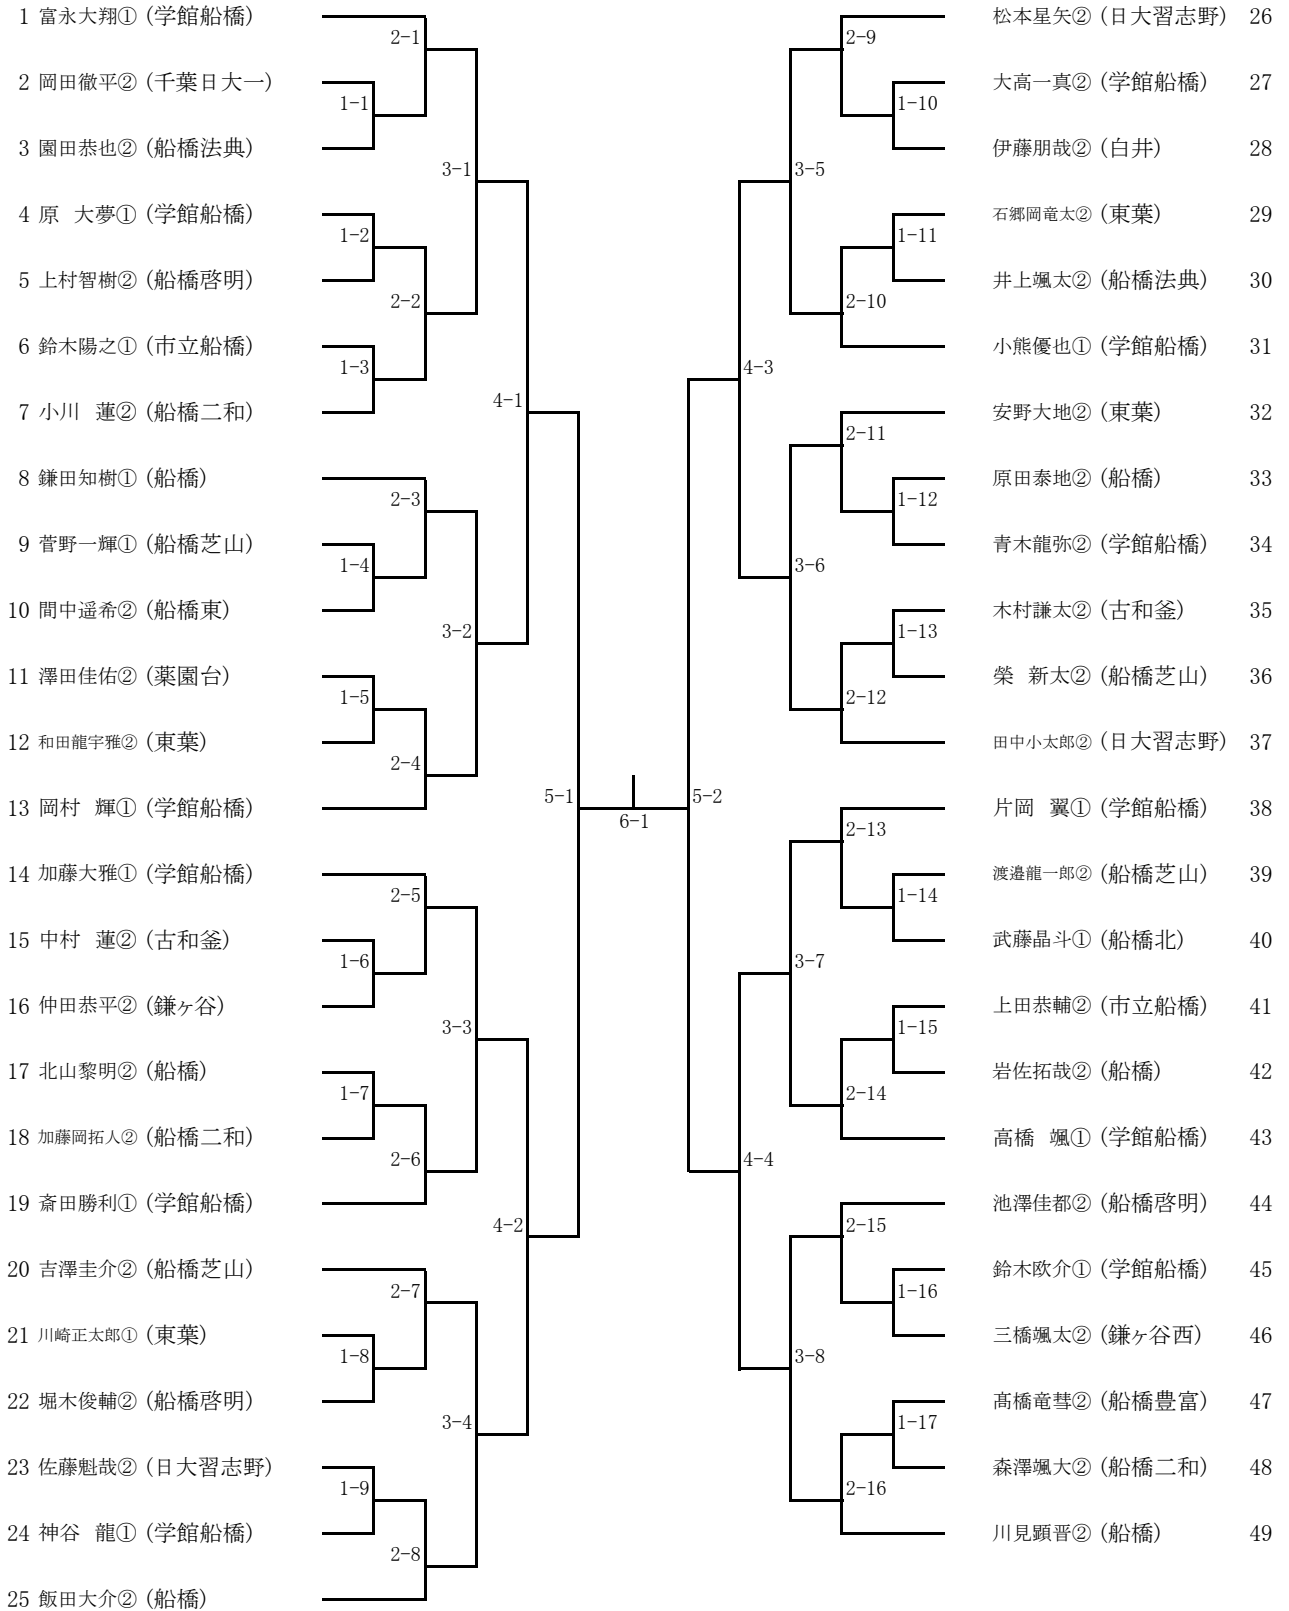 1 富永大翔① (学館船橋)
2 岡田徹平② (千葉日大一)
3 園田恭也② (船橋法典)
4 原 大夢① (学館船橋)
5 上村智樹② (船橋啓明)
6 鈴木陽之① (市立船橋)
7 小川 蓮② (船橋二和)
8 鎌田知樹① (船橋)
9 菅野一輝① (船橋芝山)
10 間中遥希② (船橋東)
11 澤田佳佑② (薬園台)
12 和田龍宇雅② (東葉)
13 岡村 輝① (学館船橋)
14 加藤大雅① (学館船橋)
15 中村 蓮② (古和釜)
16 仲田恭平② (鎌ヶ谷)
17 北山黎明② (船橋)
18 加藤岡拓人② (船橋二和)
19 斎田勝利① (学館船橋)
20 吉澤圭介② (船橋芝山)
21 川崎正太郎① (東葉)
22 堀木俊輔② (船橋啓明)
23 佐藤魁哉② (日大習志野)
24 神谷 龍① (学館船橋)
25 飯田大介② (船橋)
1-1
1-2
1-3
1-4
1-5
1-6
1-7
1-8
1-9
2-1
2-2
2-3
2-4
2-5
2-6
2-7
2-8
3-1
3-2
3-3
3-4
4-1
4-2
5-1
6-1
5-2
4-3
4-4
3-5
3-6
3-7
3-8
2-9
2-10
2-11
2-12
2-13
2-14
2-15
2-16
1-10
1-11
1-12
1-13
1-14
1-15
1-16
1-17
松本星矢② (日大習志野) 26
大高一真② (学館船橋) 27
伊藤朋哉② (白井) 28
石郷岡竜太② (東葉) 29
井上颯太② (船橋法典) 30
小熊優也① (学館船橋) 31
安野大地② (東葉) 32
原田泰地② (船橋) 33
青木龍弥② (学館船橋) 34
木村謙太② (古和釜) 35
榮 新太② (船橋芝山) 36
田中小太郎② (日大習志野) 37
片岡 翼① (学館船橋) 38
渡邉龍一郎② (船橋芝山) 39
武藤晶斗① (船橋北) 40
上田恭輔② (市立船橋) 41
岩佐拓哉② (船橋) 42
高橋 颯① (学館船橋) 43
池澤佳都② (船橋啓明) 44
鈴木欧介① (学館船橋) 45
三橋颯太② (鎌ヶ谷西) 46
髙橋竜彗② (船橋豊富) 47
森澤颯大② (船橋二和) 48
川見顕晋② (船橋) 49